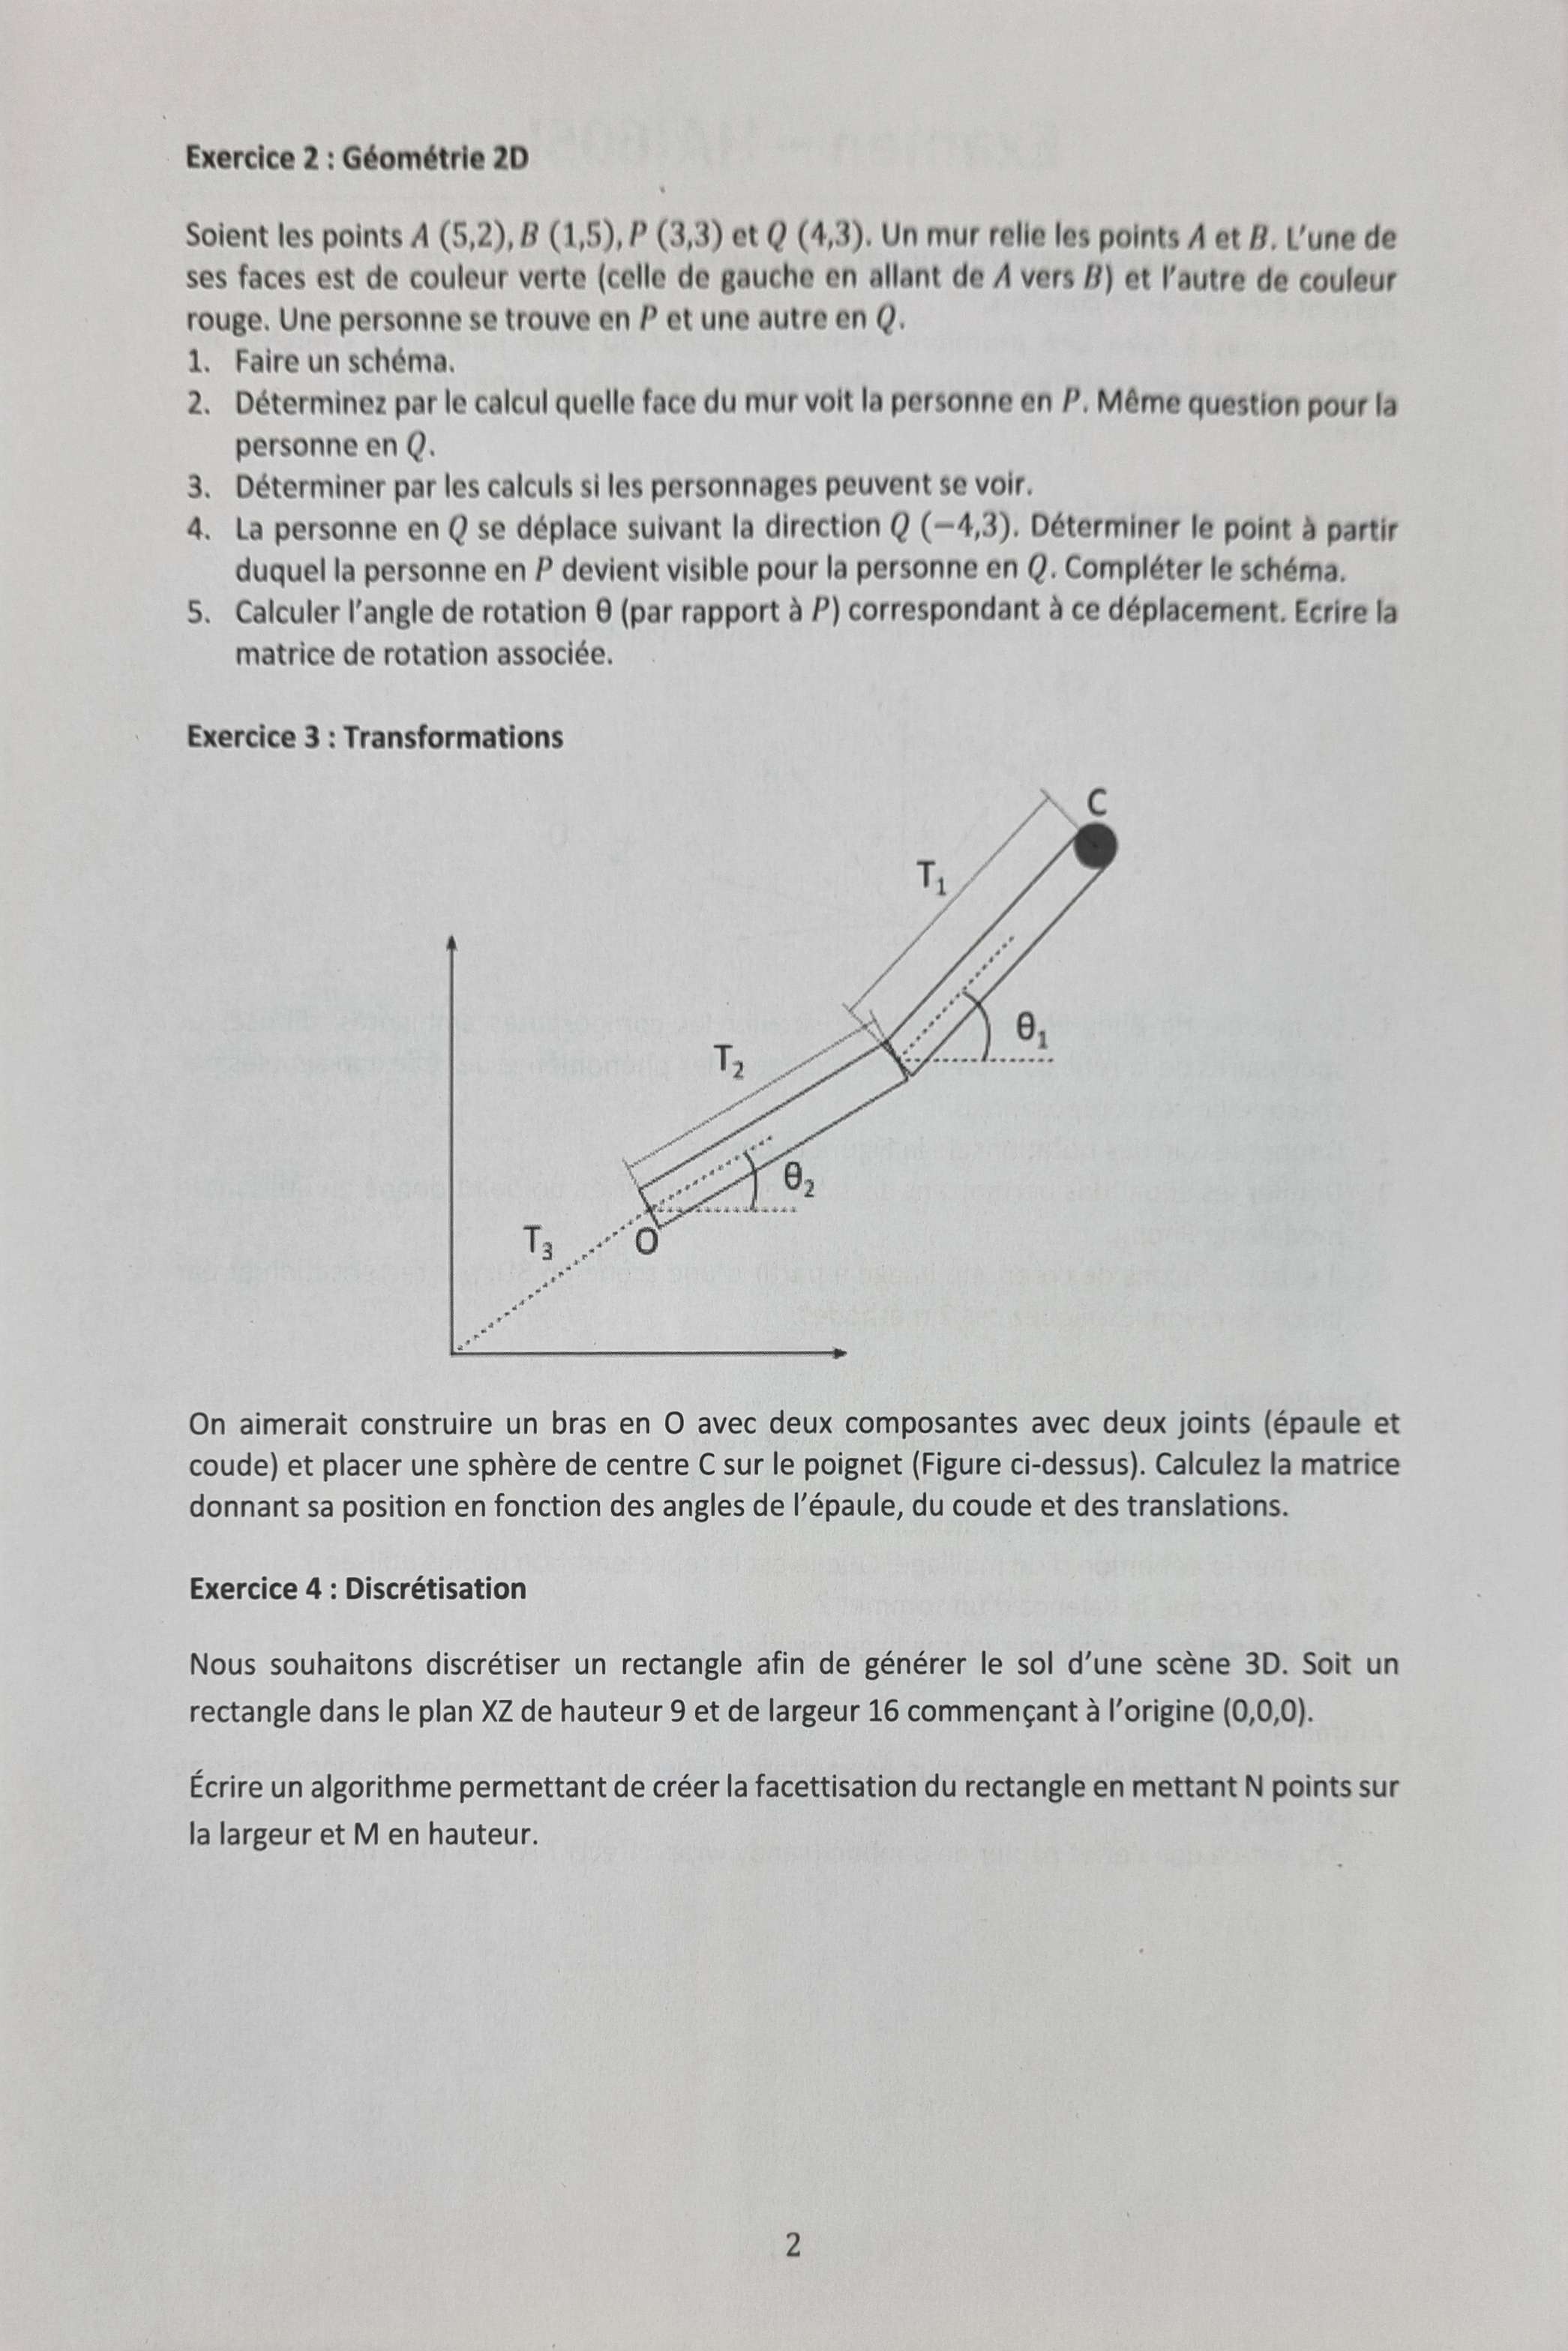 Exercice 2 : Géométrie 2D
Soient les points A (5,2), B (1,5), P (3,3) et Q (4,3). Un mur relie les points A et B. L'une de
ses faces est de couleur verte (celle de gauche en allant de A vers B) et l'autre de couleur
rouge. Une personne se trouve en P et une autre en Q.
1. Faire un schéma.
2. Déterminez par le calcul quelle face du mur voit la personne en P. Même question pour la
personne en Q.
3. Déterminer par les calculs si les personnages peuvent se voir.
4. La personne en Q se déplace suivant la direction Q (−4,3). Déterminer le point à partir
duquel la personne en P devient visible pour la personne en Q. Compléter le schéma.
5. Calculer l'angle de rotation θ (par rapport à P) correspondant à ce déplacement. Ecrire la
matrice de rotation associée.
Exercice 3 : Transformations
C
T₁
θ₁
T₂
θ₂
T₃
O
On aimerait construire un bras en O avec deux composantes avec deux joints (épaule et
coude) et placer une sphère de centre C sur le poignet (Figure ci-dessus). Calculez la matrice
donnant sa position en fonction des angles de l'épaule, du coude et des translations.
Exercice 4 : Discrétisation
Nous souhaitons discrétiser un rectangle afin de générer le sol d'une scène 3D. Soit un
rectangle dans le plan XZ de hauteur 9 et de largeur 16 commençant à l'origine (0,0,0).
Écrire un algorithme permettant de créer la facettisation du rectangle en mettant N points sur
la largeur et M en hauteur.
2